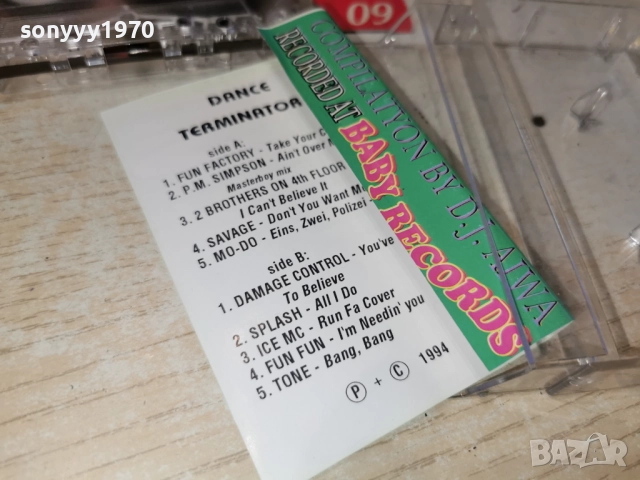 sonyyy1970
09
DANCE
TERMINATOR
side A:
1. FUN FACTORY - Take Your
2. P.M. SIMPSON - Ain't Over
Masterboy mix
3. 2 BROTHERS ON 4th FLOOR
I Can't Believe It
4. SAVAGE - Don't You Want
5. MO-DO - Eins, Zwei, Polizei -
side B:
1. DAMAGE CONTROL - You've
To Believe
2. SPLASH - All I Do
3. ICE MC - Run Fa Cover
4. FUN FUN - I'm Needin' you
5. TONE - Bang, Bang
P + C 1994
COMPILATYON BY D.J. AIWA
RECORDED AT BABY RECORDS
BAZAR
bg